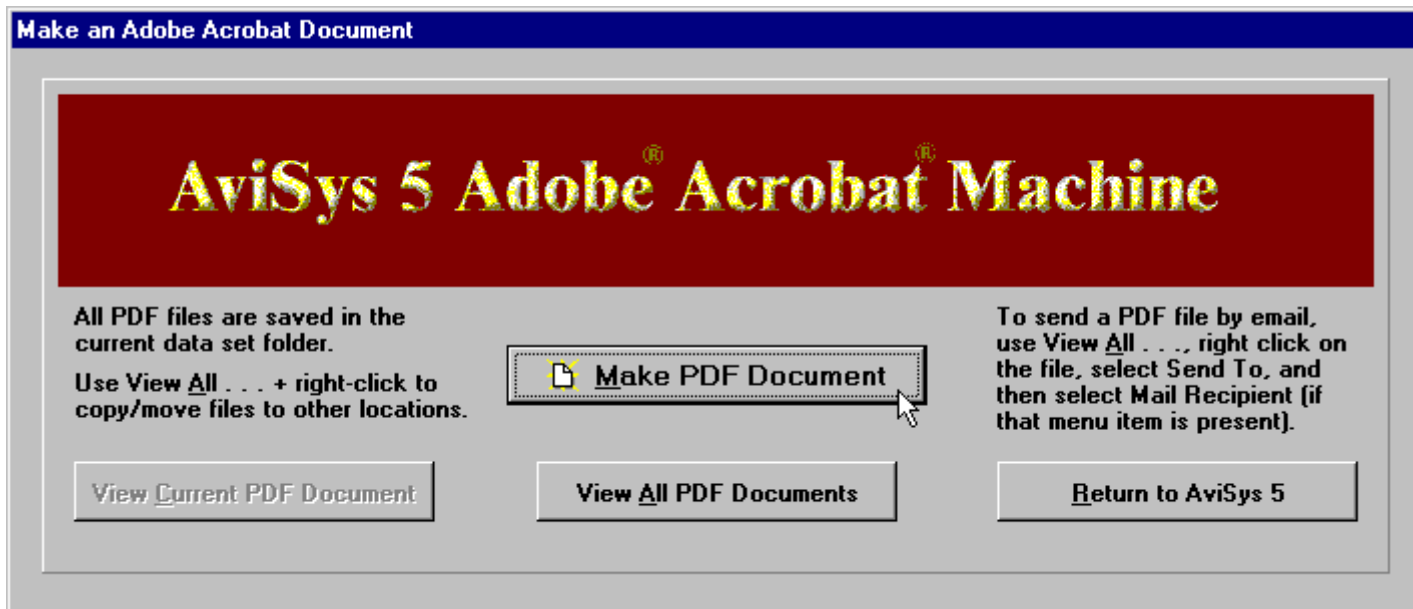 Make an Adobe Acrobat Document
AviSys 5 Adobe® Acrobat® Machine
All PDF files are saved in the
current data set folder.
Use View All . . . + right-click to
copy/move files to other locations.
Make PDF Document
To send a PDF file by email,
use View All . . ., right click on
the file, select Send To, and
then select Mail Recipient (if
that menu item is present).
View Current PDF Document
View All PDF Documents
Return to AviSys 5